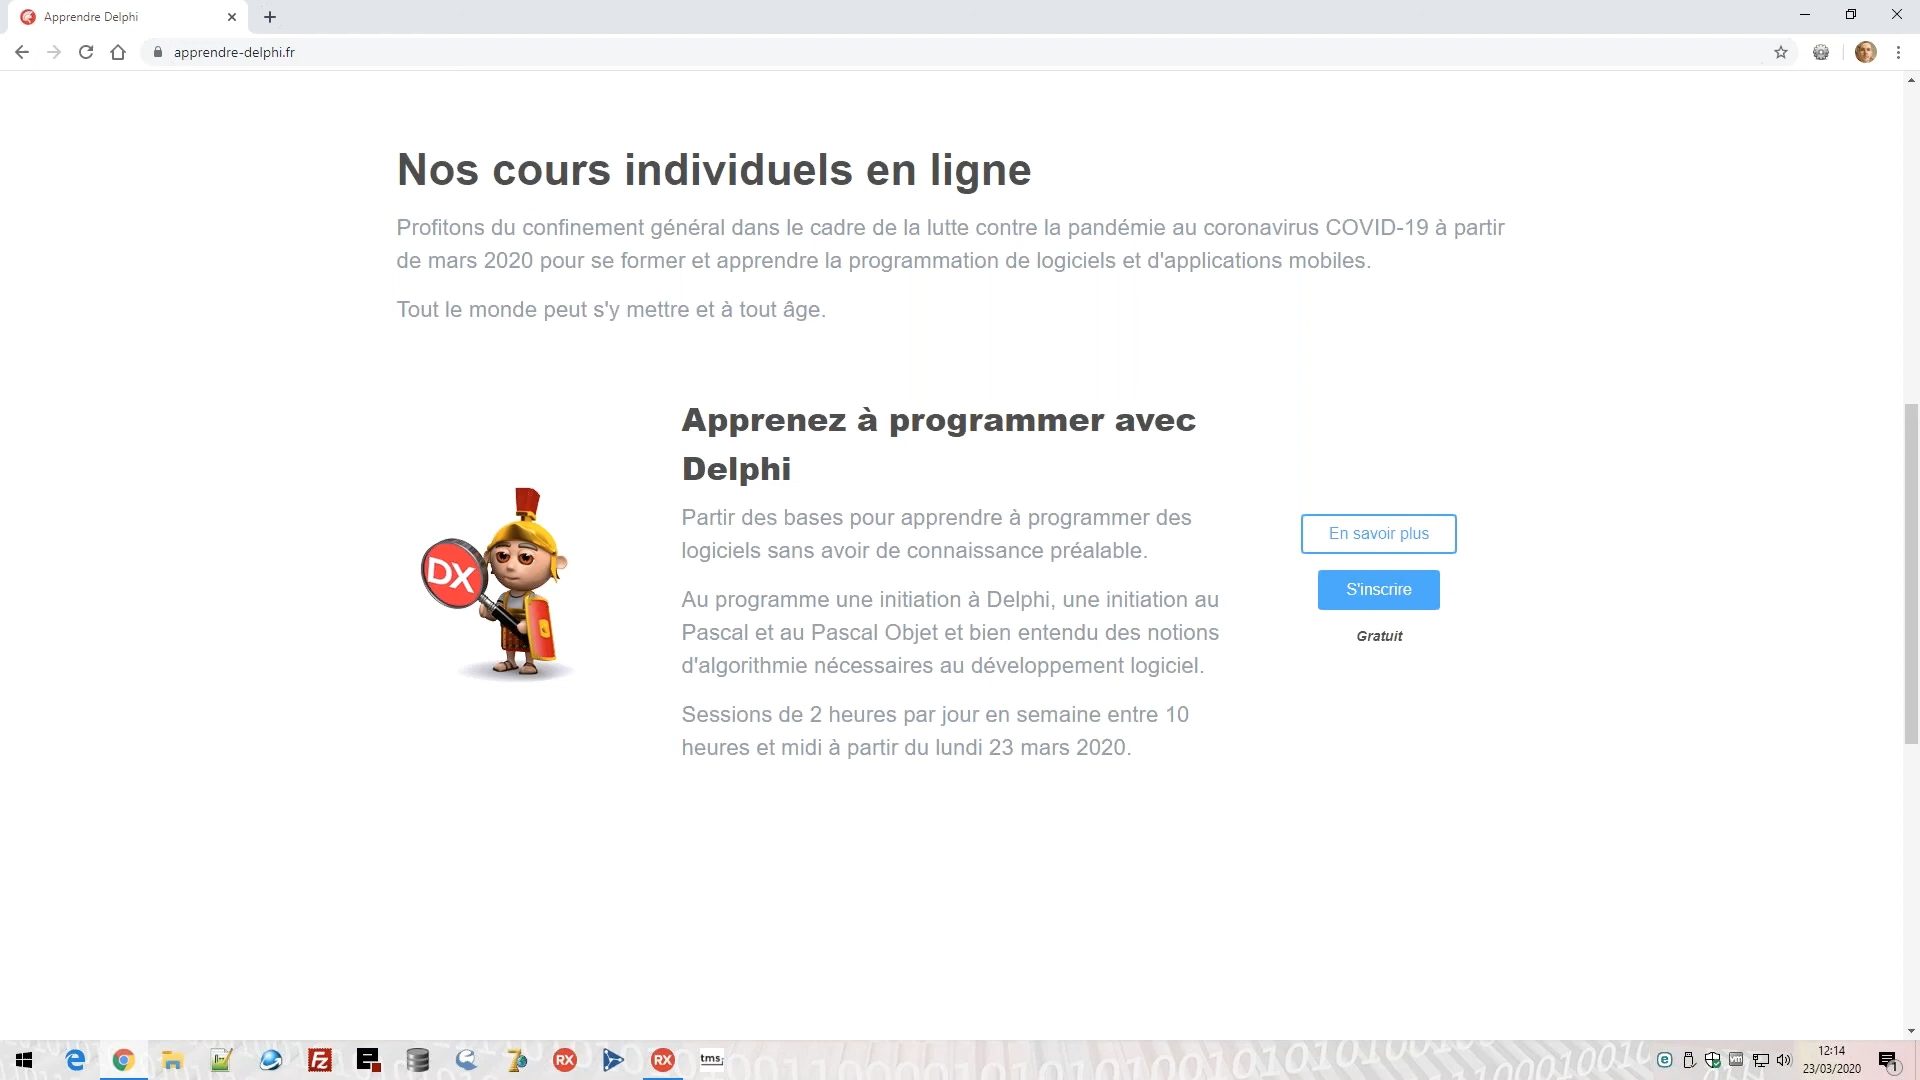 Apprendre Delphi
apprendre-delphi.fr
Nos cours individuels en ligne
Profitons du confinement général dans le cadre de la lutte contre la pandémie au coronavirus COVID-19 à partir
de mars 2020 pour se former et apprendre la programmation de logiciels et d'applications mobiles.
Tout le monde peut s'y mettre et à tout âge.
Apprenez à programmer avec
Delphi
Partir des bases pour apprendre à programmer des
logiciels sans avoir de connaissance préalable.
Au programme une initiation à Delphi, une initiation au
Pascal et au Pascal Objet et bien entendu des notions
d'algorithmie nécessaires au développement logiciel.
Sessions de 2 heures par jour en semaine entre 10
heures et midi à partir du lundi 23 mars 2020.
DX
En savoir plus
S'inscrire
Gratuit
RX
RX
tms
12:14
23/03/2020
1